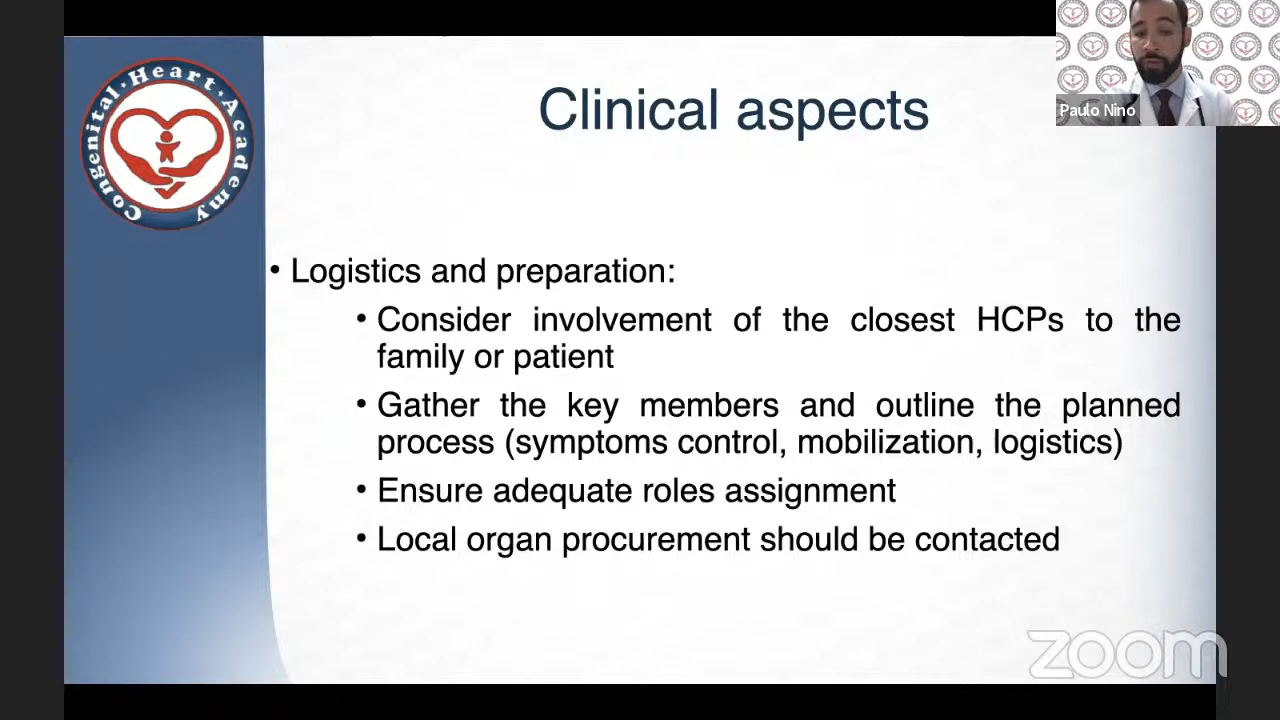 Congenital · Heart · Academy
Clinical aspects
Paulo Nino
• Logistics and preparation:
• Consider involvement of the closest HCPs to the
family or patient
• Gather the key members and outline the planned
process (symptoms control, mobilization, logistics)
• Ensure adequate roles assignment
• Local organ procurement should be contacted
zoom